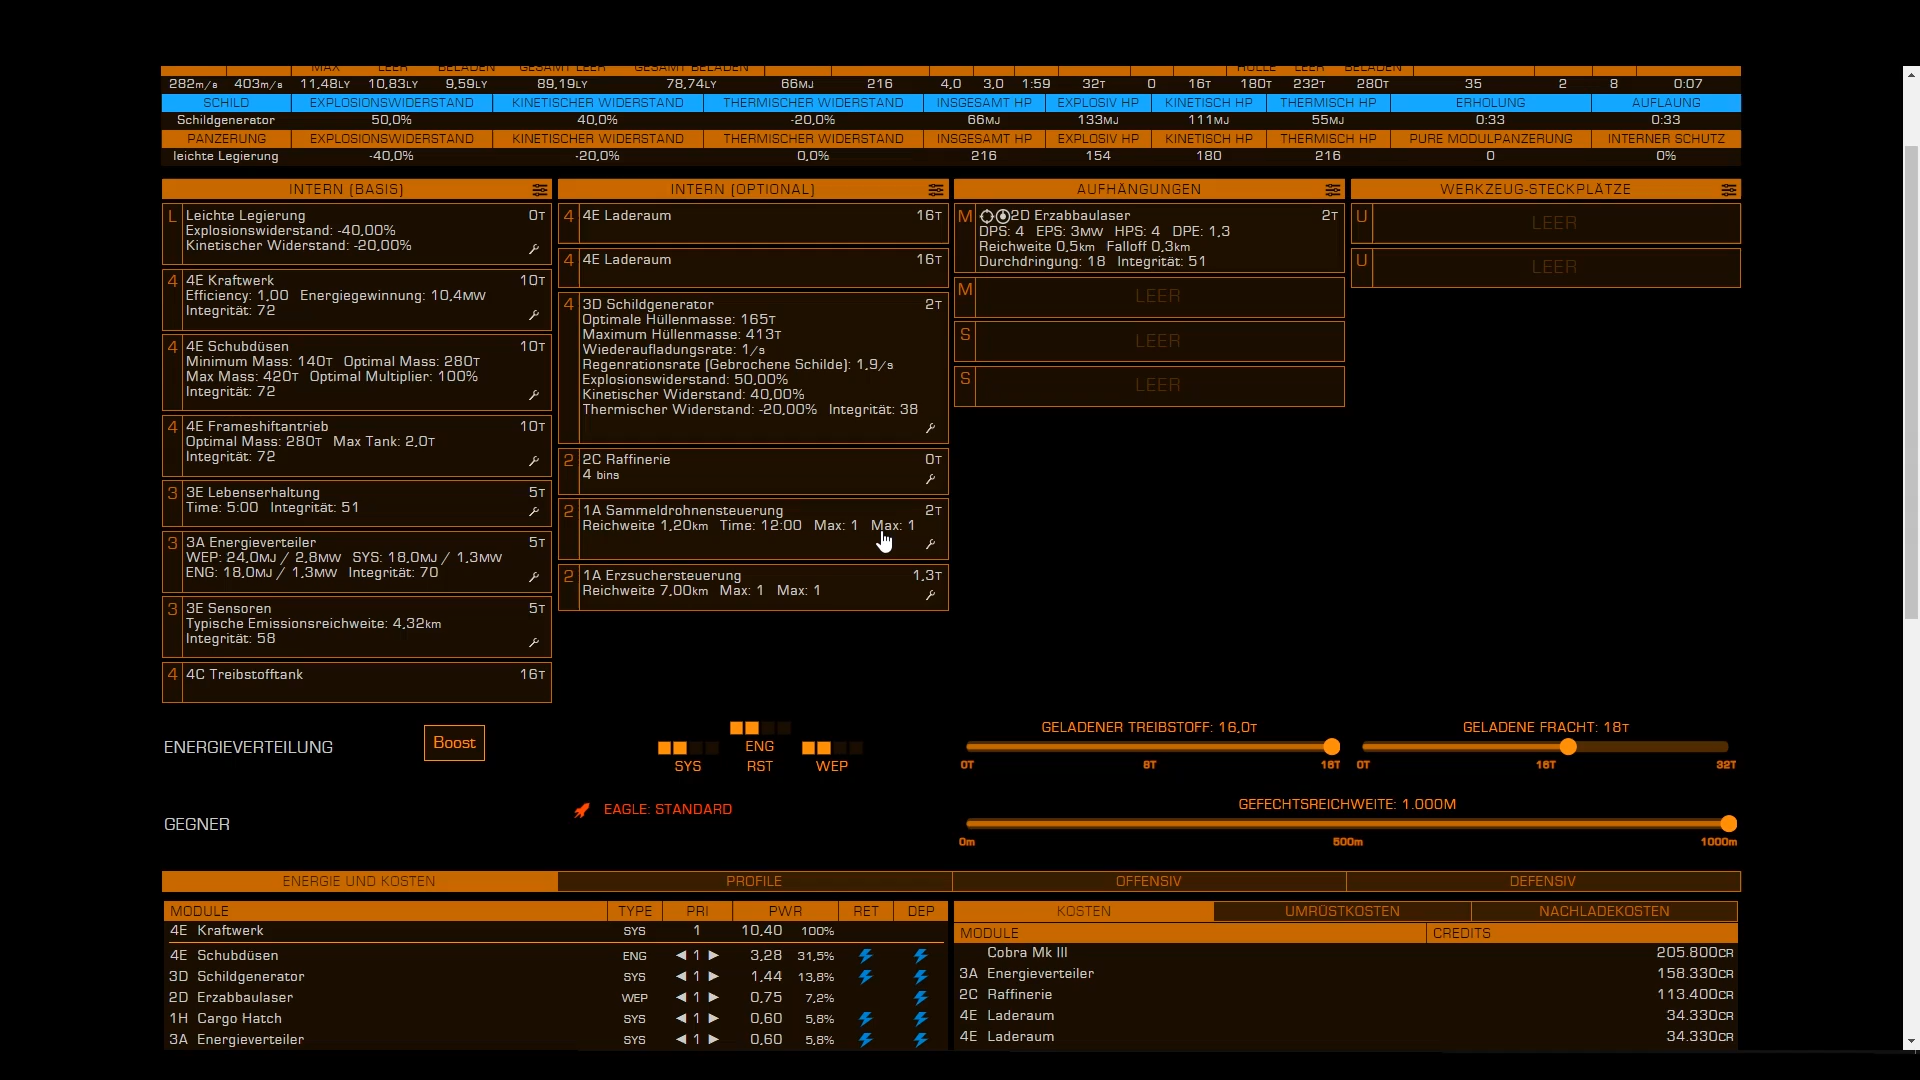 MAX LEER BELADEN GESAMT LEER GESAMT BELADEN HÜLLE LEER BELADEN
282m/s 403m/s 11,48LY 10,83LY 9,59LY 89,19LY 78,74LY 66MJ 216 4,0 3,0 1:59 32T 0 16T 180T 232T 280T 35 2 8 0:07
SCHILD EXPLOSIONSWIDERSTAND KINETISCHER WIDERSTAND THERMISCHER WIDERSTAND INSGESAMT HP EXPLOSIV HP KINETISCH HP THERMISCH HP ERHOLUNG AUFLAUNG
Schildgenerator 50,0% 40,0% -20,0% 66MJ 133MJ 111MJ 55MJ 0:33 0:33
PANZERUNG EXPLOSIONSWIDERSTAND KINETISCHER WIDERSTAND THERMISCHER WIDERSTAND INSGESAMT HP EXPLOSIV HP KINETISCH HP THERMISCH HP PURE MODULPANZERUNG INTERNER SCHUTZ
leichte Legierung -40,0% -20,0% 0,0% 216 154 180 216 0 0%
INTERN (BASIS)
L Leichte Legierung 0T
Explosionswiderstand: -40,00%
Kinetischer Widerstand: -20,00%
4 4E Kraftwerk 10T
Efficiency: 1,00 Energiegewinnung: 10,4MW
Integrität: 72
4 4E Schubdüsen 10T
Minimum Mass: 140T Optimal Mass: 280T
Max Mass: 420T Optimal Multiplier: 100%
Integrität: 72
4 4E Frameshiftantrieb 10T
Optimal Mass: 280T Max Tank: 2,0T
Integrität: 72
3 3E Lebenserhaltung 5T
Time: 5:00 Integrität: 51
3 3A Energieverteiler 5T
WEP: 24,0MJ / 2,8MW SYS: 18,0MJ / 1,3MW
ENG: 18,0MJ / 1,3MW Integrität: 70
3 3E Sensoren 5T
Typische Emissionsreichweite: 4,32km
Integrität: 58
4 4C Treibstofftank 16T
INTERN (OPTIONAL)
4 4E Laderaum 16T
4 4E Laderaum 16T
4 3D Schildgenerator 2T
Optimale Hüllenmasse: 165T
Maximum Hüllenmasse: 413T
Wiederaufladungsrate: 1/s
Regenrationsrate (Gebrochene Schilde): 1,9/s
Explosionswiderstand: 50,00%
Kinetischer Widerstand: 40,00%
Thermischer Widerstand: -20,00% Integrität: 38
2 2C Raffinerie 0T
4 bins
2 1A Sammeldrohnensteuerung 2T
Reichweite 1,20km Time: 12:00 Max: 1 Max: 1
2 1A Erzsuchersteuerung 1,3T
Reichweite 7,00km Max: 1 Max: 1
AUFHÄNGUNGEN
M 2D Erzabbaulaser 2T
DPS: 4 EPS: 3MW HPS: 4 DPE: 1,3
Reichweite 0,5km Falloff 0,3km
Durchdringung: 18 Integrität: 51
M LEER
S LEER
S LEER
WERKZEUG-STECKPLÄTZE
U LEER
U LEER
ENERGIEVERTEILUNG
Boost
ENG
SYS RST WEP
GELADENER TREIBSTOFF: 16,0T
0T 8T 16T
GELADENE FRACHT: 18T
0T 16T 32T
GEGNER
EAGLE: STANDARD
GEFECHTSREICHWEITE: 1.000M
0m 500m 1000m
ENERGIE UND KOSTEN PROFILE OFFENSIV DEFENSIV
MODULE TYPE PRI PWR RET DEP
4E Kraftwerk SYS 1 10,40 100%
4E Schubdüsen ENG ◀ 1 ▶ 3,28 31,5%
3D Schildgenerator SYS ◀ 1 ▶ 1,44 13,8%
2D Erzabbaulaser WEP ◀ 1 ▶ 0,75 7,2%
1H Cargo Hatch SYS ◀ 1 ▶ 0,60 5,8%
3A Energieverteiler SYS ◀ 1 ▶ 0,60 5,8%
KOSTEN UMRÜSTKOSTEN NACHLADEKOSTEN
MODULE CREDITS
Cobra Mk III 205.800CR
3A Energieverteiler 158.330CR
2C Raffinerie 113.400CR
4E Laderaum 34.330CR
4E Laderaum 34.330CR